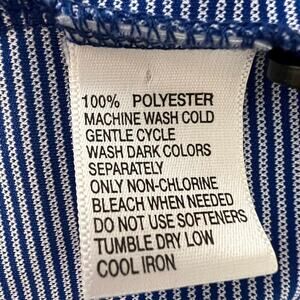 100% POLYESTER
MACHINE WASH COLD
GENTLE CYCLE
WASH DARK COLORS
SEPARATELY
ONLY NON-CHLORINE
BLEACH WHEN NEEDED
DO NOT USE SOFTENERS
TUMBLE DRY LOW
COOL IRON